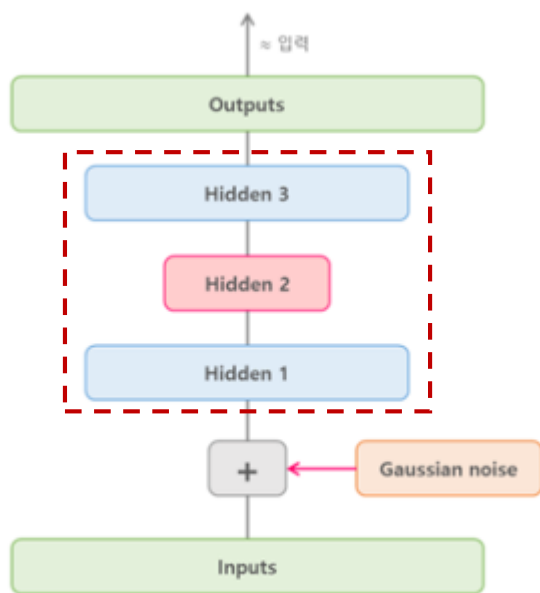 ≈ 입력
Outputs
Hidden 3
Hidden 2
Hidden 1
+
Gaussian noise
Inputs